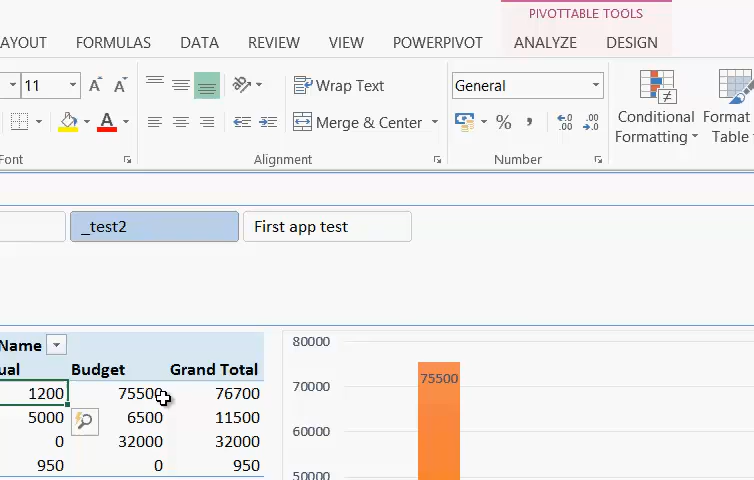 PIVOTTABLE TOOLS
AYOUT FORMULAS DATA REVIEW VIEW POWERPIVOT ANALYZE DESIGN
11 A A Wrap Text General
Merge & Center % , .00 .0 Conditional Formatting Format Table
Font Alignment Number
_test2 First app test
Name
ual Budget Grand Total
1200 75500 76700
5000 6500 11500
0 32000 32000
950 0 950
80000
75500
70000
60000
50000